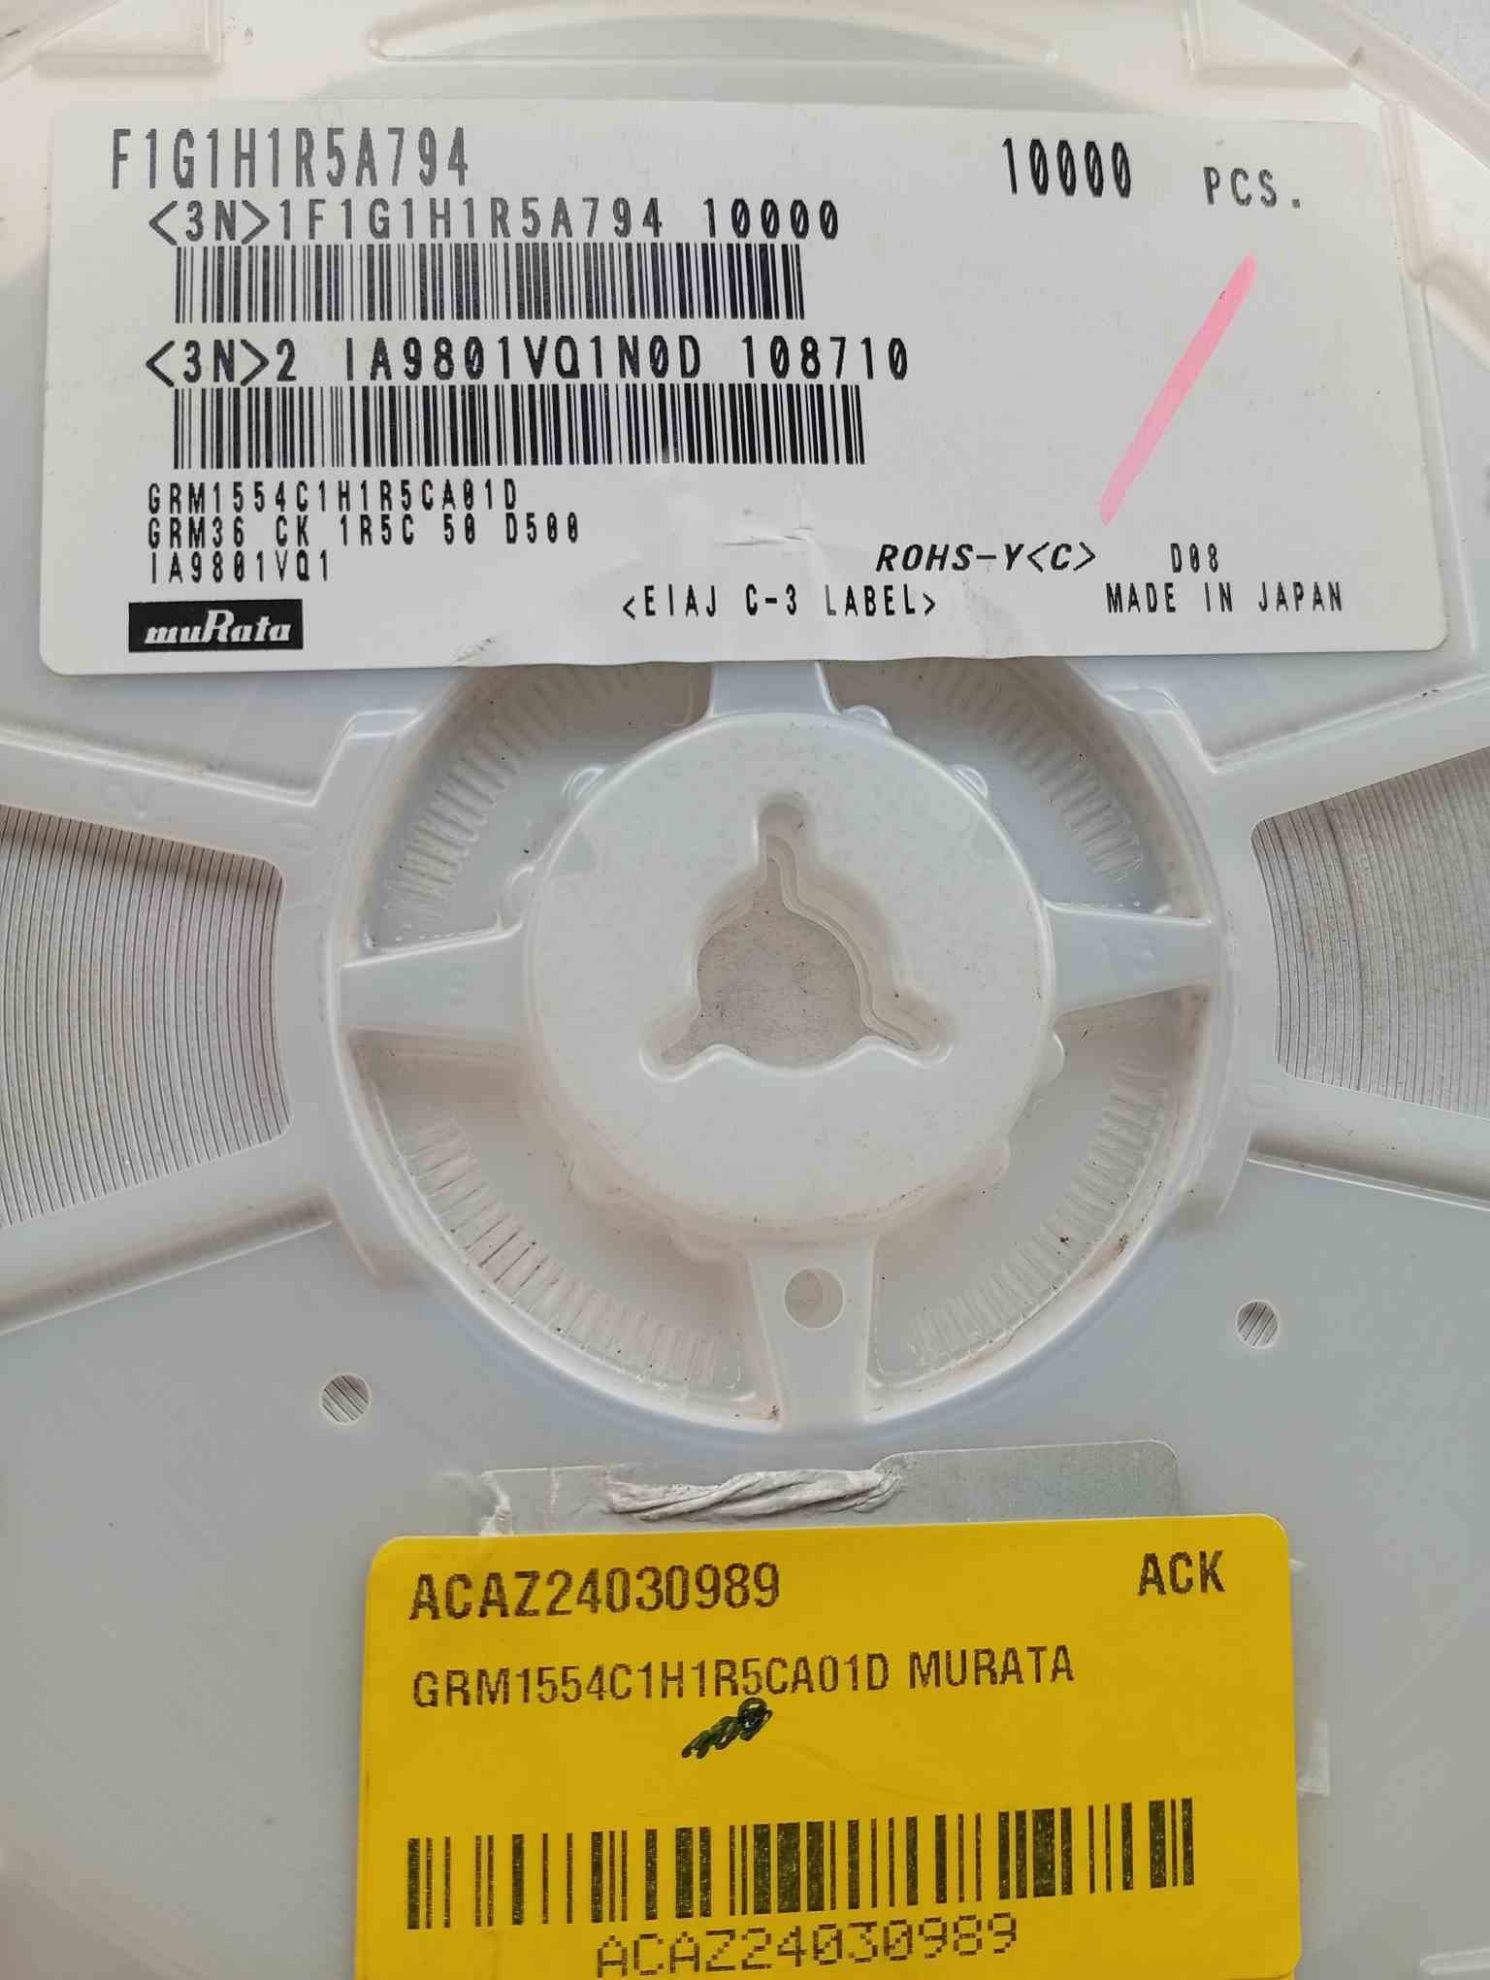 F1G1H1R5A794
10000 PCS.
<3N>1F1G1H1R5A794 10000
<3N>2 IA9801VQ1N0D 108710
GRM1554C1H1R5CA01D
GRM36 CK 1R5C 50 D500
IA9801VQ1
ROHS-Y<C> D08
<EIAJ C-3 LABEL> MADE IN JAPAN
muRata
ACAZ24030989 ACK
GRM1554C1H1R5CA01D MURATA
ACAZ24030989